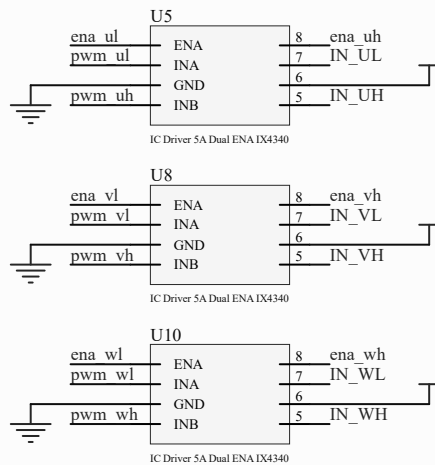 U5
ena_ul ENA 8 ena_uh
pwm_ul INA 7 IN_UL
GND 6
pwm_uh INB 5 IN_UH
IC Driver 5A Dual ENA IX4340
U8
ena_vl ENA 8 ena_vh
pwm_vl INA 7 IN_VL
GND 6
pwm_vh INB 5 IN_VH
IC Driver 5A Dual ENA IX4340
U10
ena_wl ENA 8 ena_wh
pwm_wl INA 7 IN_WL
GND 6
pwm_wh INB 5 IN_WH
IC Driver 5A Dual ENA IX4340